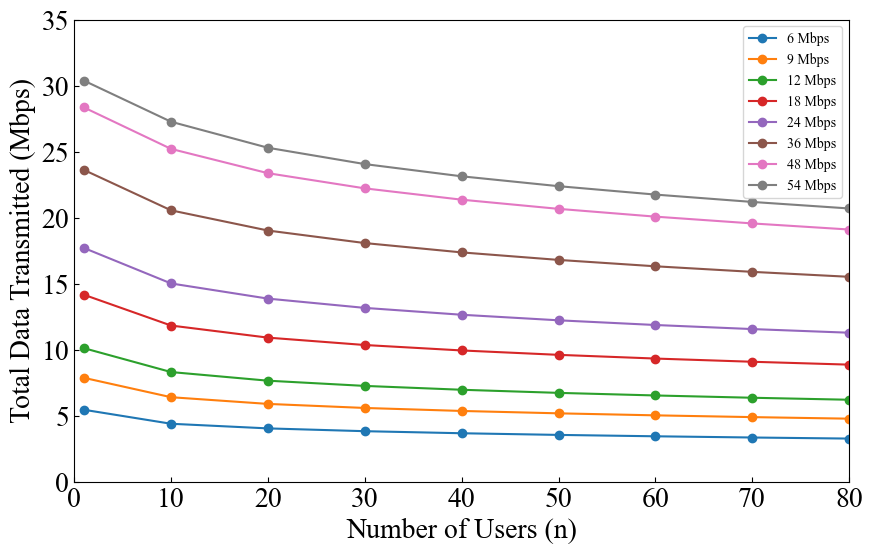 35
30
25
20
15
10
5
0
Total Data Transmitted (Mbps)
6 Mbps
9 Mbps
12 Mbps
18 Mbps
24 Mbps
36 Mbps
48 Mbps
54 Mbps
0 10 20 30 40 50 60 70 80
Number of Users (n)